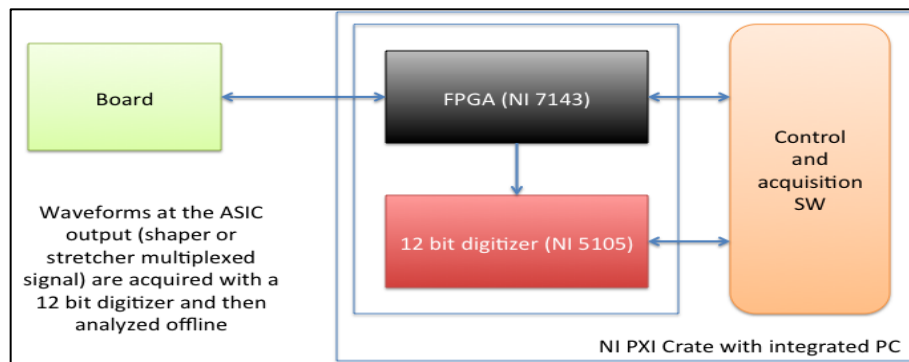 Board
FPGA (NI 7143)
Control
and
acquisition
SW
12 bit digitizer (NI 5105)
Waveforms at the ASIC
output (shaper or
stretcher multiplexed
signal) are acquired with a
12 bit digitizer and then
analyzed offline
NI PXI Crate with integrated PC